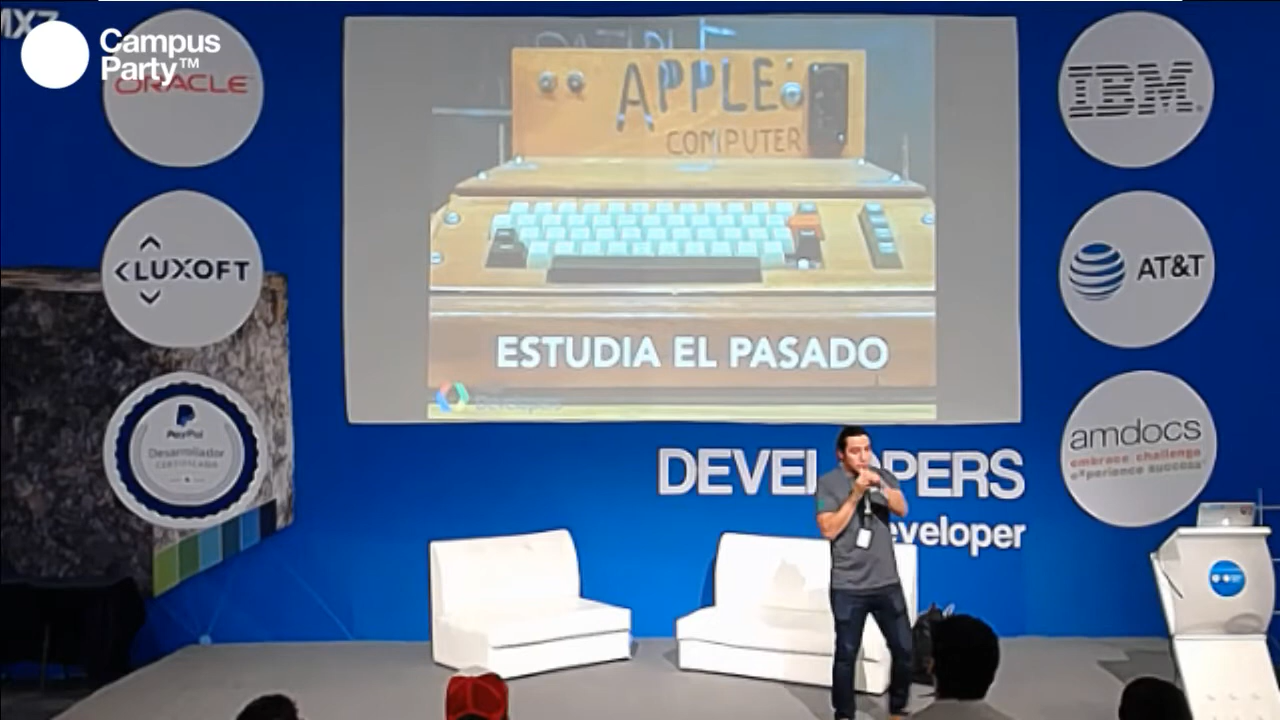 Campus
Party™
ORACLE
LUXOFT
PayPal
Desarrollador
CERTIFICADO
APPLE
COMPUTER
ESTUDIA EL PASADO
Developers
DEVEL PERS
eveloper
IBM
AT&T
amdocs
embrace challenge
experience success